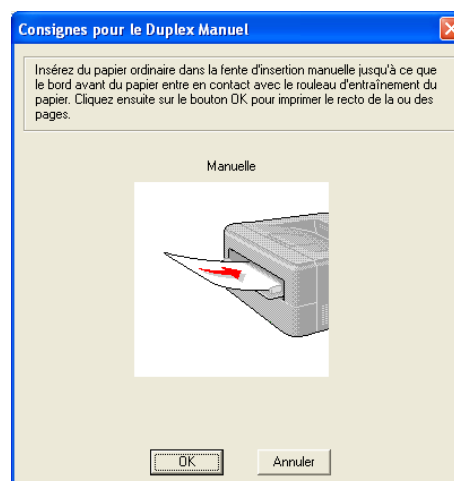 Consignes pour le Duplex Manuel
Insérez du papier ordinaire dans la fente d'insertion manuelle jusqu'à ce que
le bord avant du papier entre en contact avec le rouleau d'entraînement du
papier. Cliquez ensuite sur le bouton OK pour imprimer le recto de la ou des
pages.
Manuelle
OK
Annuler